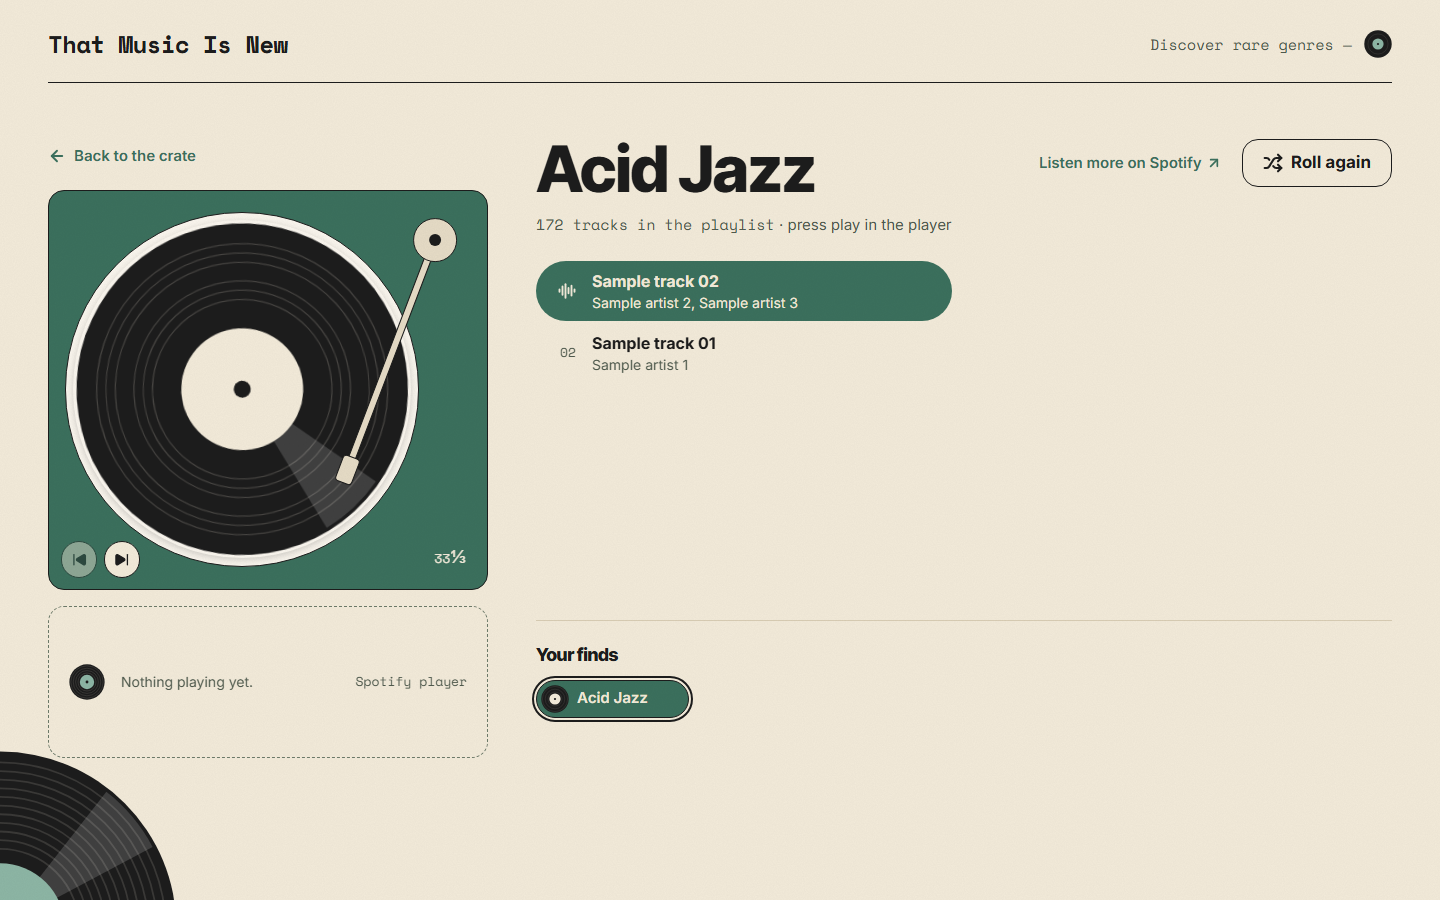 That Music Is New
Discover rare genres —
Back to the crate
Acid Jazz
Listen more on Spotify
Roll again
172 tracks in the playlist · press play in the player
Sample track 02
Sample artist 2, Sample artist 3
02
Sample track 01
Sample artist 1
33⅓
Nothing playing yet.
Spotify player
Your finds
Acid Jazz